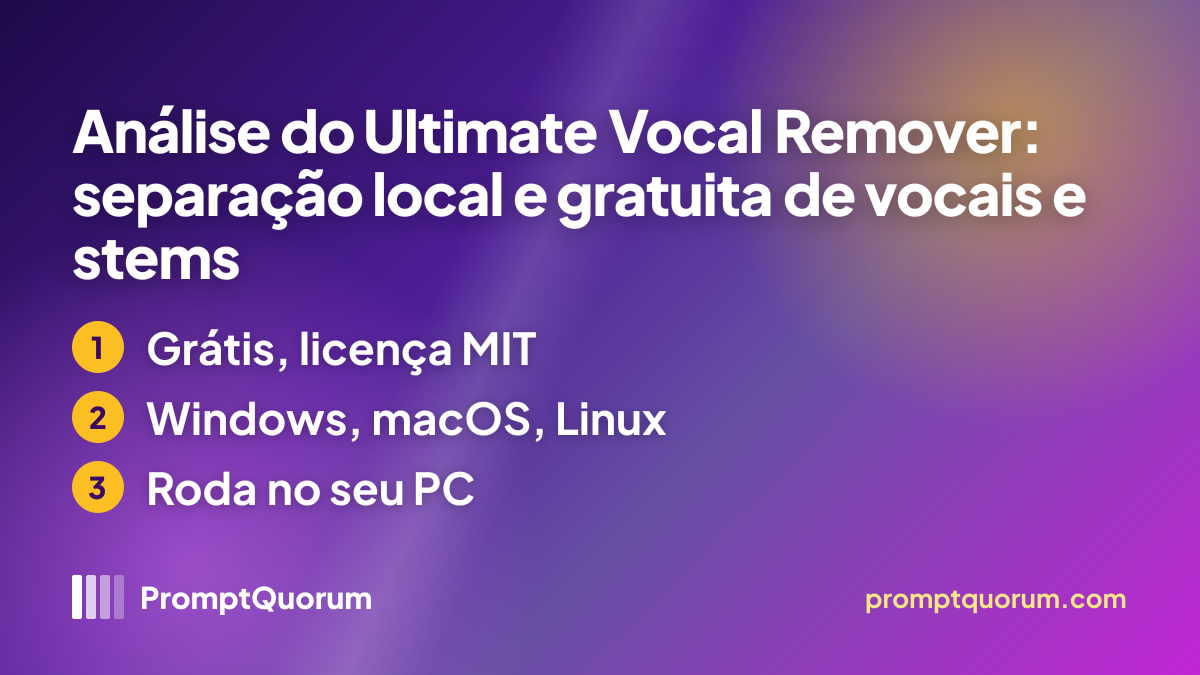 Análise do Ultimate Vocal Remover:
separação local e gratuita de vocais e
stems
1 Grátis, licença MIT
2 Windows, macOS, Linux
3 Roda no seu PC
PromptQuorum
promptquorum.com